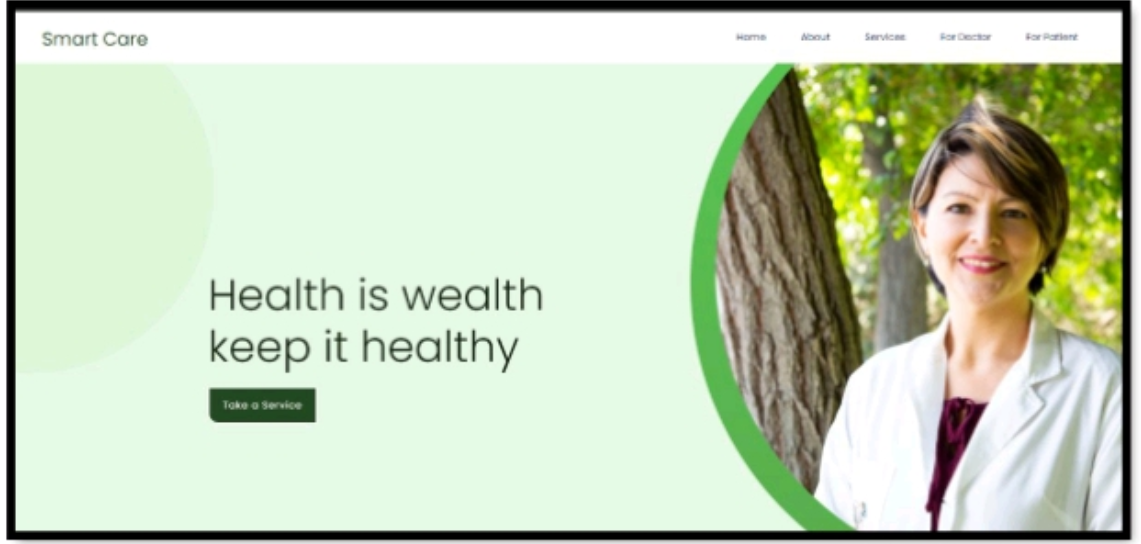 Smart Care
Home About Services For Doctor For Patient
Health is wealth
keep it healthy
Take a Service